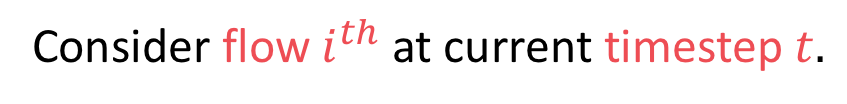 Consider flow i^{th} at current timestep t.